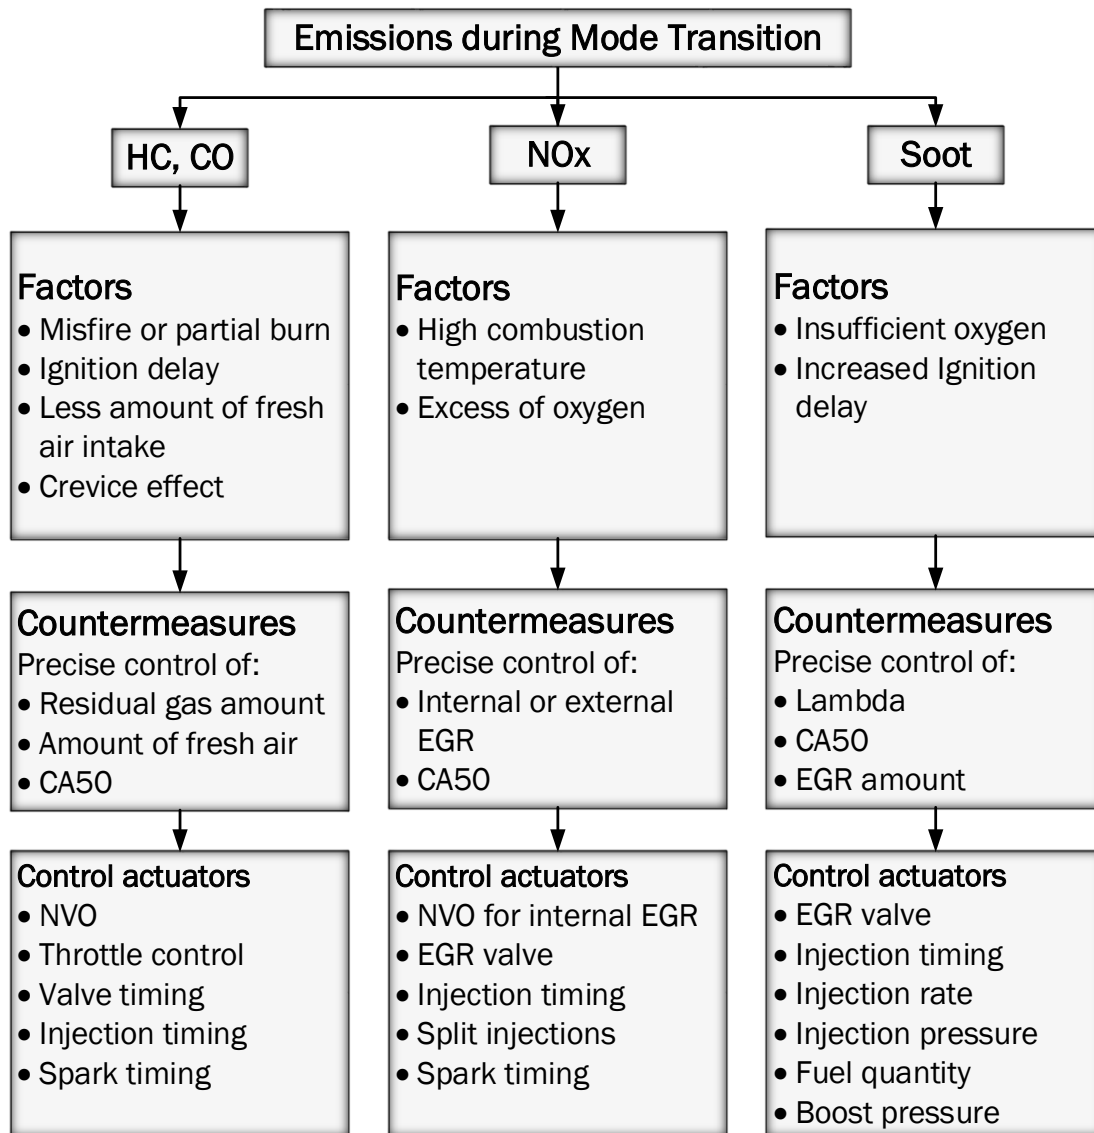 Emissions during Mode Transition
HC, CO
NOx
Soot
Factors
• Misfire or partial burn
• Ignition delay
• Less amount of fresh
air intake
• Crevice effect
Factors
• High combustion
temperature
• Excess of oxygen
Factors
• Insufficient oxygen
• Increased Ignition
delay
Countermeasures
Precise control of:
• Residual gas amount
• Amount of fresh air
• CA50
Countermeasures
Precise control of:
• Internal or external
EGR
• CA50
Countermeasures
Precise control of:
• Lambda
• CA50
• EGR amount
Control actuators
• NVO
• Throttle control
• Valve timing
• Injection timing
• Spark timing
Control actuators
• NVO for internal EGR
• EGR valve
• Injection timing
• Split injections
• Spark timing
Control actuators
• EGR valve
• Injection timing
• Injection rate
• Injection pressure
• Fuel quantity
• Boost pressure